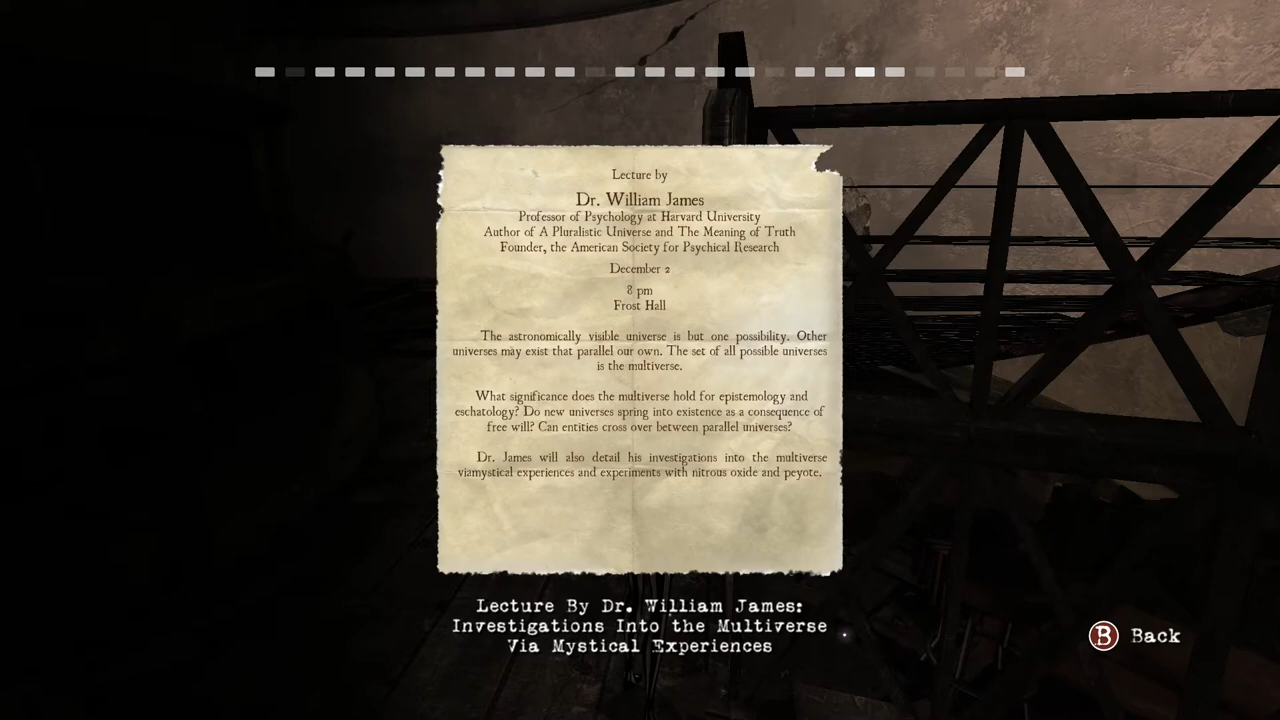 Lecture by
Dr. William James
Professor of Psychology at Harvard University
Author of A Pluralistic Universe and The Meaning of Truth
Founder, the American Society for Psychical Research
December 2
8 pm
Frost Hall
The astronomically visible universe is but one possibility. Other
universes may exist that parallel our own. The set of all possible universes
is the multiverse.
What significance does the multiverse hold for epistemology and
eschatology? Do new universes spring into existence as a consequence of
free will? Can entities cross over between parallel universes?
Dr. James will also detail his investigations into the multiverse
viamystical experiences and experiments with nitrous oxide and peyote.
Lecture By Dr. William James:
Investigations Into the Multiverse
Via Mystical Experiences
B Back